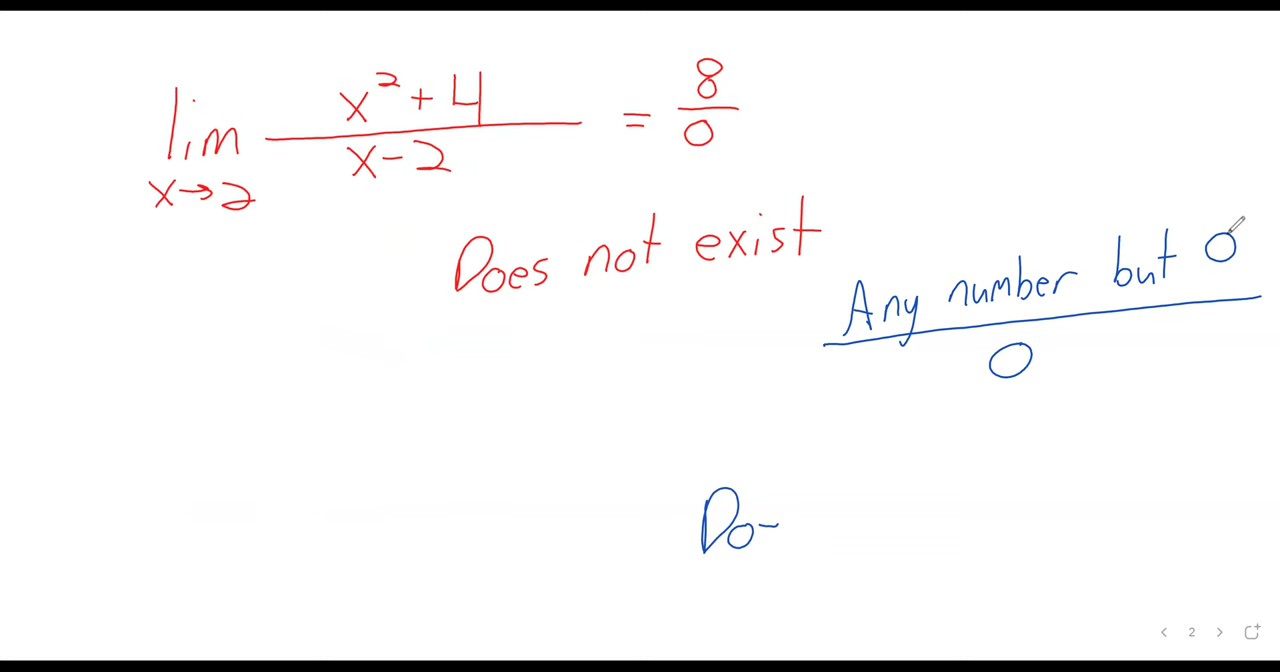 lim x→2 x² + 4 / x - 2 = 8 / 0
Does not exist
Any number but 0
0
Do
< 2 >